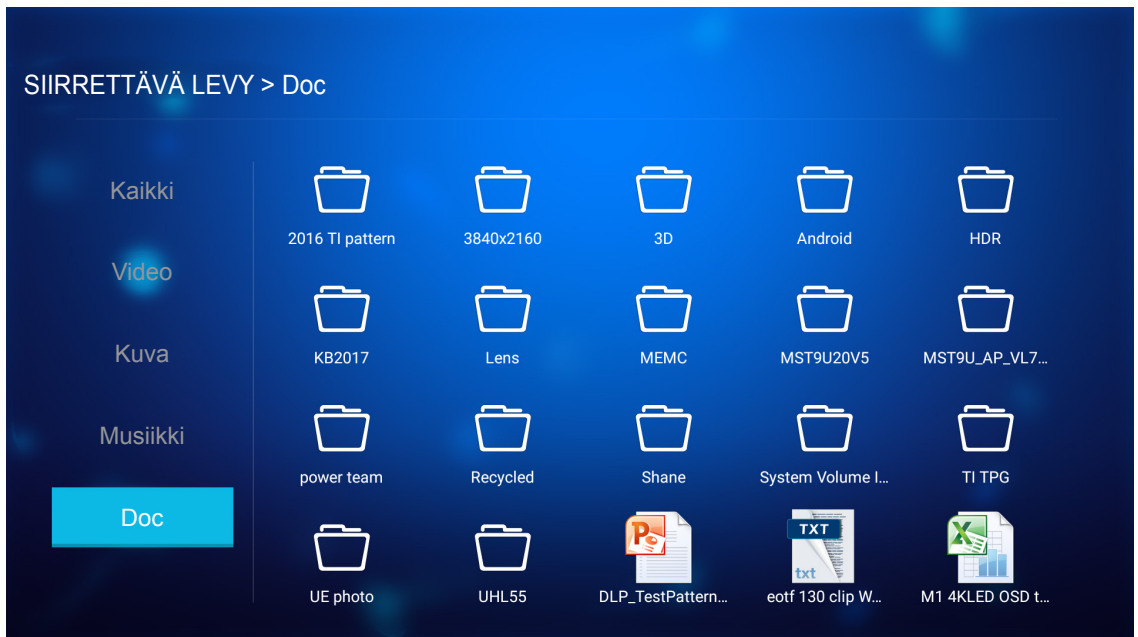 SIIRRETTÄVÄ LEVY > Doc
Kaikki
Video
Kuva
Musiikki
Doc
2016 TI pattern
3840x2160
3D
Android
HDR
KB2017
Lens
MEMC
MST9U20V5
MST9U_AP_VL7...
power team
Recycled
Shane
System Volume I...
TI TPG
UE photo
UHL55
DLP_TestPattern...
TXT
txt
eotf 130 clip W...
M1 4KLED OSD t...